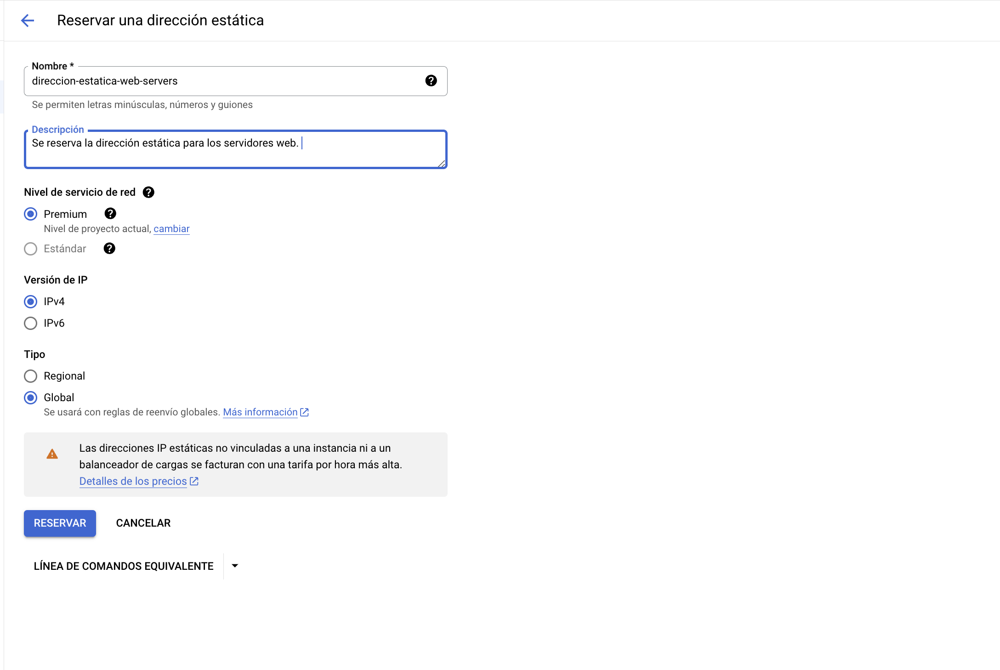 Reservar una dirección estática
Nombre *
direccion-estatica-web-servers
Se permiten letras minúsculas, números y guiones
Descripción
Se reserva la dirección estática para los servidores web.
Nivel de servicio de red
Premium
Nivel de proyecto actual, cambiar
Estándar
Versión de IP
IPv4
IPv6
Tipo
Regional
Global
Se usará con reglas de reenvío globales. Más información
Las direcciones IP estáticas no vinculadas a una instancia ni a un
balanceador de cargas se facturan con una tarifa por hora más alta.
Detalles de los precios
RESERVAR CANCELAR
LÍNEA DE COMANDOS EQUIVALENTE